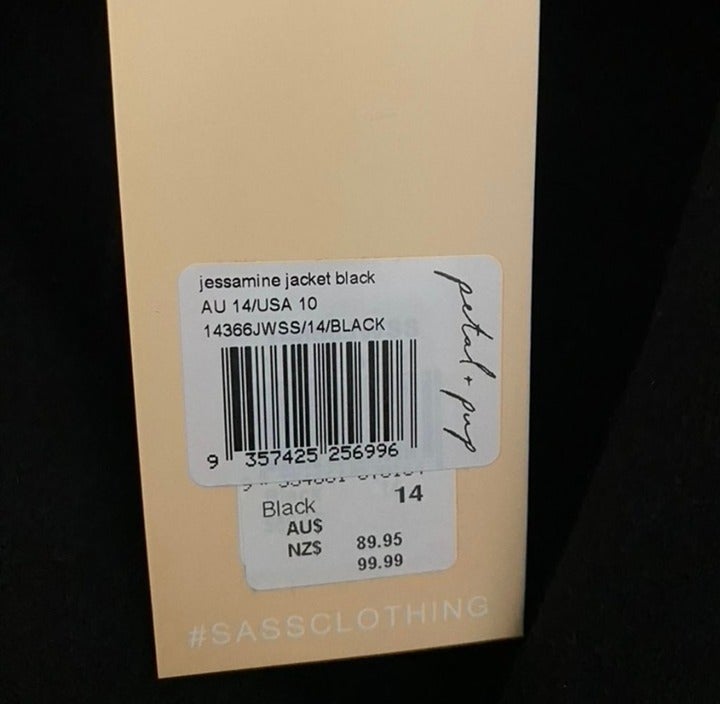 jessamine jacket black
AU 14/USA 10
14366JWSS/14/BLACK
petal + pup
9 357425 256996
Black 14
AU$ 89.95
NZ$ 99.99
#SASSCLOTHING